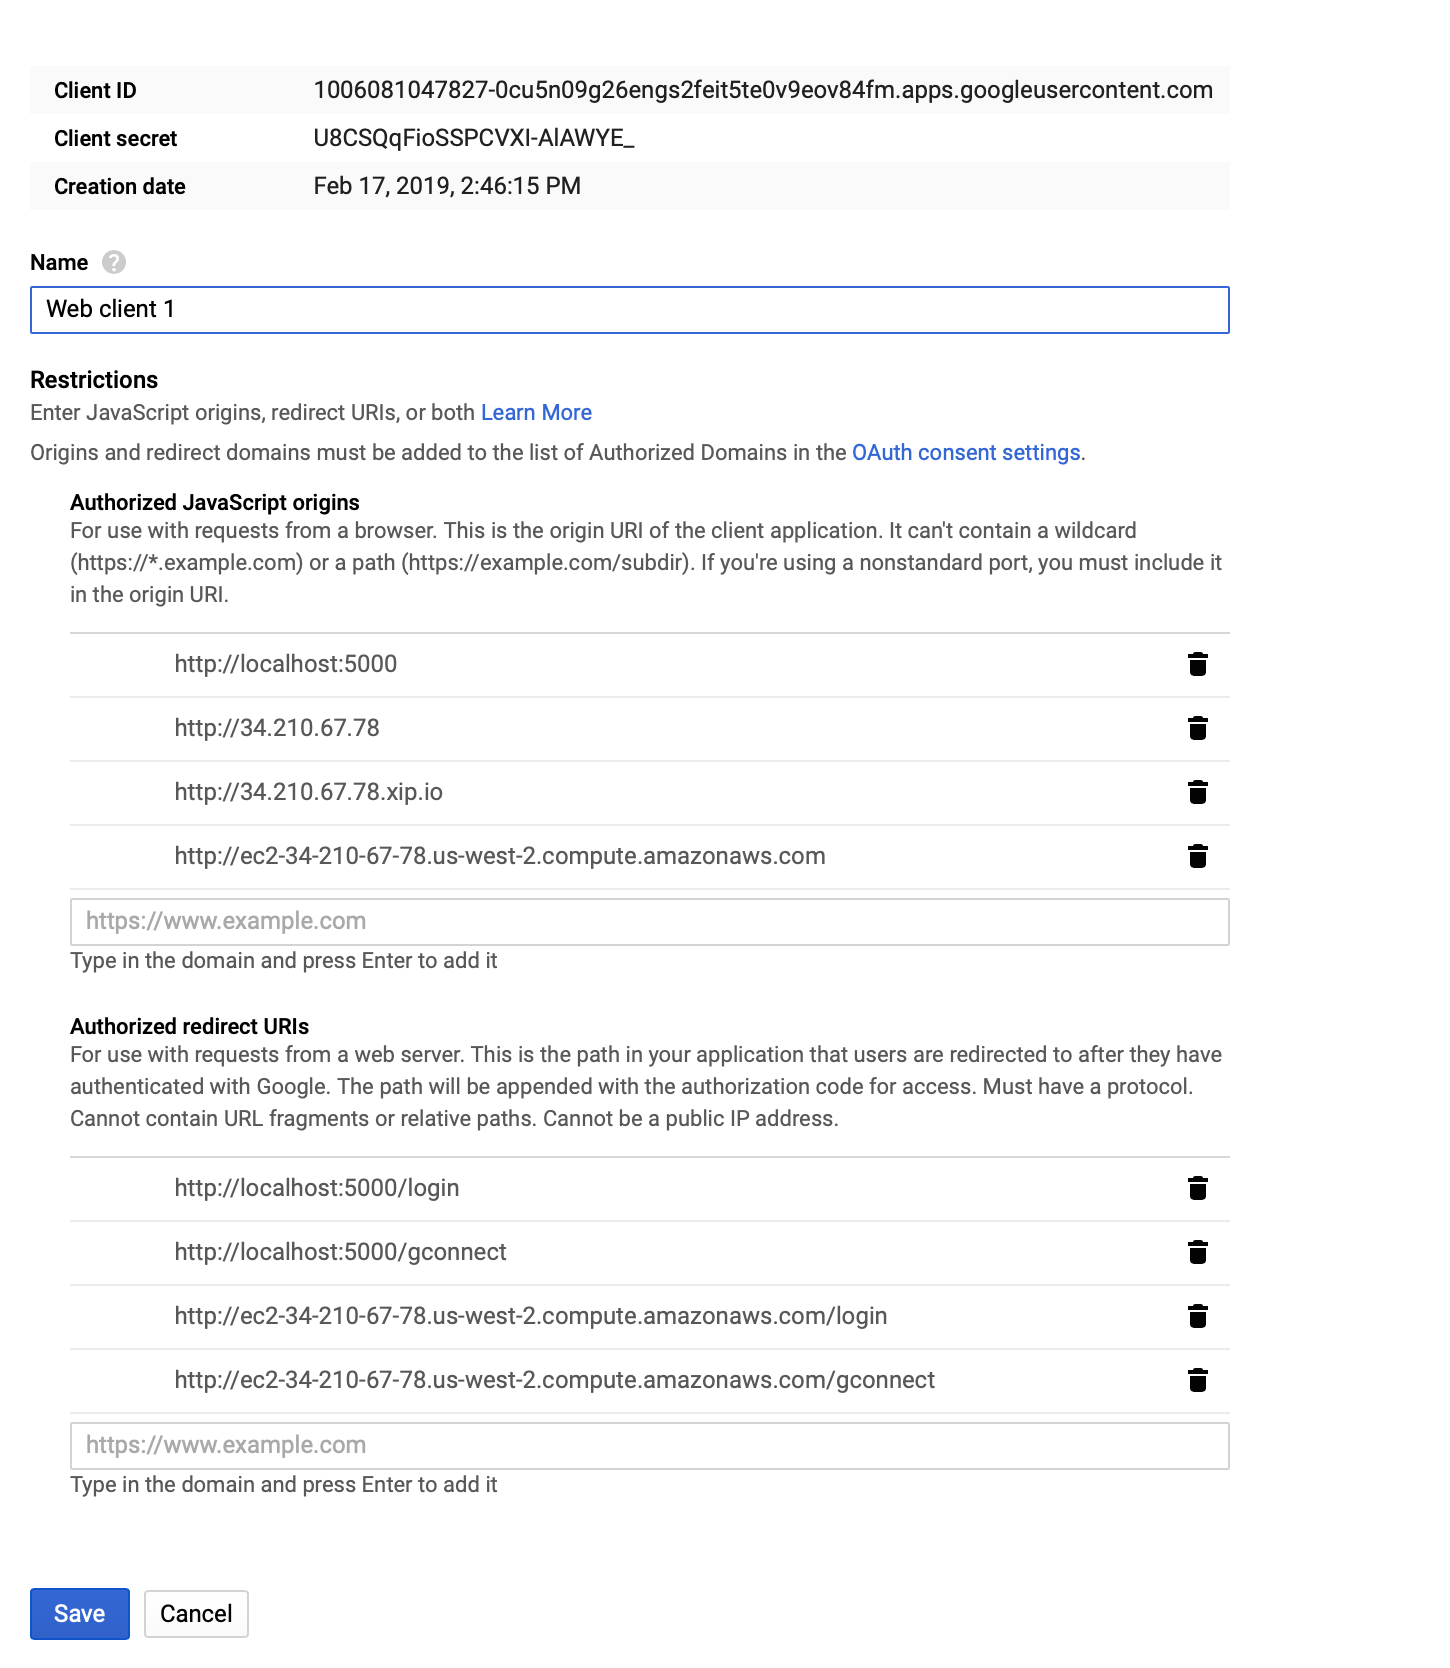 Client ID 1006081047827-0cu5n09g26engs2feit5te0v9eov84fm.apps.googleusercontent.com
Client secret U8CSQqFioSSPCVXI-AlAWYE_
Creation date Feb 17, 2019, 2:46:15 PM
Name ?
Web client 1
Restrictions
Enter JavaScript origins, redirect URIs, or both Learn More
Origins and redirect domains must be added to the list of Authorized Domains in the OAuth consent settings.
Authorized JavaScript origins
For use with requests from a browser. This is the origin URI of the client application. It can't contain a wildcard
(https://*.example.com) or a path (https://example.com/subdir). If you're using a nonstandard port, you must include it
in the origin URI.
http://localhost:5000
http://34.210.67.78
http://34.210.67.78.xip.io
http://ec2-34-210-67-78.us-west-2.compute.amazonaws.com
https://www.example.com
Type in the domain and press Enter to add it
Authorized redirect URIs
For use with requests from a web server. This is the path in your application that users are redirected to after they have
authenticated with Google. The path will be appended with the authorization code for access. Must have a protocol.
Cannot contain URL fragments or relative paths. Cannot be a public IP address.
http://localhost:5000/login
http://localhost:5000/gconnect
http://ec2-34-210-67-78.us-west-2.compute.amazonaws.com/login
http://ec2-34-210-67-78.us-west-2.compute.amazonaws.com/gconnect
https://www.example.com
Type in the domain and press Enter to add it
Save Cancel